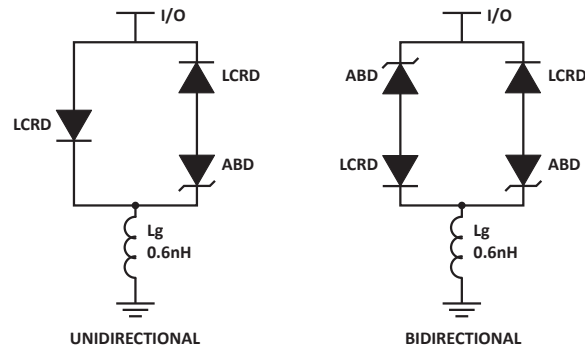 I/O
LCRD
LCRD
ABD
Lg
0.6nH
UNIDIRECTIONAL
I/O
ABD
LCRD
LCRD
ABD
Lg
0.6nH
BIDIRECTIONAL